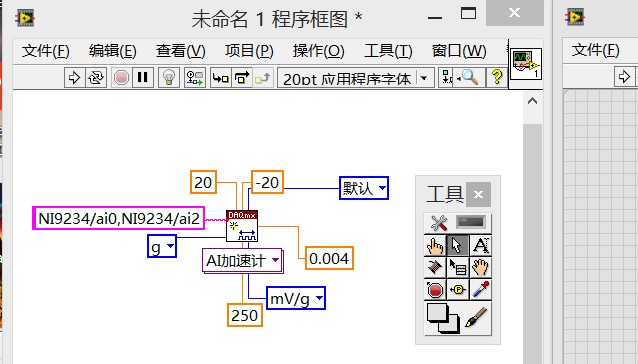 未命名 1 程序框图 *
文件(F) 编辑(E) 查看(V) 项目(P) 操作(O) 工具(T) 窗口(W)
文件(F)
20pt 应用程序字体
1
20
-20
默认
DAQmx
NI9234/ai0,NI9234/ai2
g
AI加速计
0.004
mV/g
250
工具
A